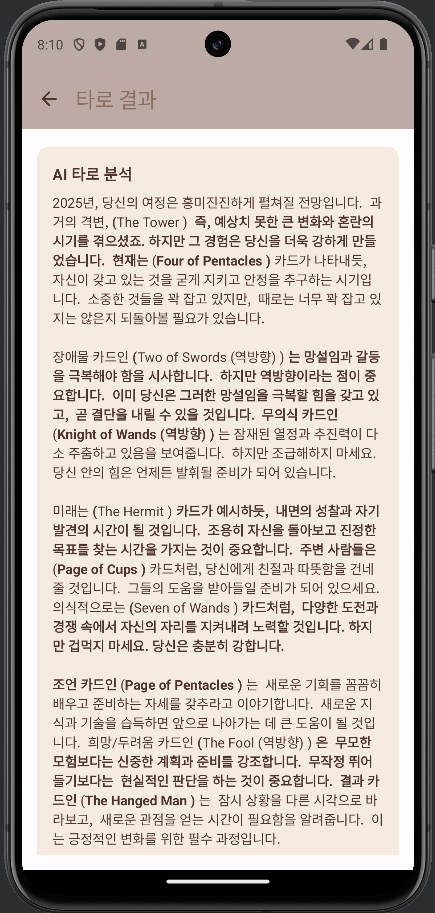 8:10
타로 결과
AI 타로 분석
2025년, 당신의 여정은 흥미진진하게 펼쳐질 전망입니다. 과
거의 격변, (The Tower ) 즉, 예상치 못한 큰 변화와 혼란의
시기를 겪으셨죠. 하지만 그 경험은 당신을 더욱 강하게 만들
었습니다. 현재는 (Four of Pentacles ) 카드가 나타내듯,
자신이 갖고 있는 것을 굳게 지키고 안정을 추구하는 시기입
니다. 소중한 것들을 꽉 잡고 있지만, 때로는 너무 꽉 잡고 있
지는 않은지 되돌아볼 필요가 있습니다.
장애물 카드인 (Two of Swords (역방향) ) 는 망설임과 갈등
을 극복해야 함을 시사합니다. 하지만 역방향이라는 점이 중
요합니다. 이미 당신은 그러한 망설임을 극복할 힘을 갖고 있
고, 곧 결단을 내릴 수 있을 것입니다. 무의식 카드인
(Knight of Wands (역방향) ) 는 잠재된 열정과 추진력이 다
소 주춤하고 있음을 보여줍니다. 하지만 조급해하지 마세요.
당신 안의 힘은 언제든 발휘될 준비가 되어 있습니다.
미래는 (The Hermit ) 카드가 예시하듯, 내면의 성찰과 자기
발견의 시간이 될 것입니다. 조용히 자신을 돌아보고 진정한
목표를 찾는 시간을 가지는 것이 중요합니다. 주변 사람들은
(Page of Cups ) 카드처럼, 당신에게 친절과 따뜻함을 건네
줄 것입니다. 그들의 도움을 받아들일 준비가 되어 있으세요.
의식적으로는 (Seven of Wands ) 카드처럼, 다양한 도전과
경쟁 속에서 자신의 자리를 지켜내려 노력할 것입니다. 하지
만 겁먹지 마세요. 당신은 충분히 강합니다.
조언 카드인 (Page of Pentacles ) 는 새로운 기회를 꼼꼼히
배우고 준비하는 자세를 갖추라고 이야기합니다. 새로운 지
식과 기술을 습득하면 앞으로 나아가는 데 큰 도움이 될 것입
니다. 희망/두려움 카드인 (The Fool (역방향) ) 은 무모한
모험보다는 신중한 계획과 준비를 강조합니다. 무작정 뛰어
들기보다는 현실적인 판단을 하는 것이 중요합니다. 결과 카
드인 (The Hanged Man ) 는 잠시 상황을 다른 시각으로 바
라보고, 새로운 관점을 얻는 시간이 필요함을 알려줍니다. 이
는 긍정적인 변화를 위한 필수 과정입니다.